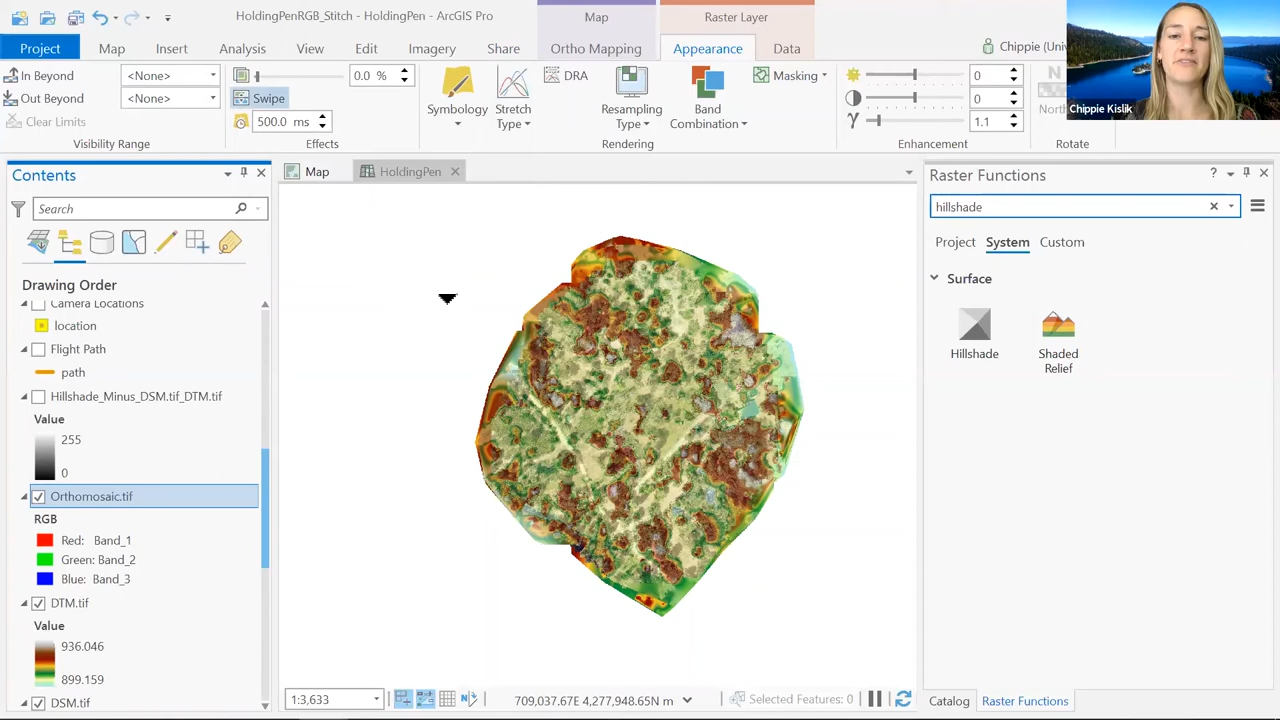 HoldingPenRGB_Stitch - HoldingPen - ArcGIS Pro
Map
Raster Layer
Project
Map
Insert
Analysis
View
Edit
Imagery
Share
Ortho Mapping
Appearance
Data
Chippie (Uni
Chippie Kislik
In Beyond
<None>
Out Beyond
<None>
Clear Limits
Visibility Range
0.0 %
Swipe
500.0 ms
Effects
Symbology
Stretch
Type
DRA
Resampling
Type
Band
Combination
Masking
Rendering
0
0
1.1
Enhancement
N
North
Rotate
Contents
Search
Drawing Order
Camera Locations
location
Flight Path
path
Hillshade_Minus_DSM.tif_DTM.tif
Value
255
0
Orthomosaic.tif
RGB
Red: Band_1
Green: Band_2
Blue: Band_3
DTM.tif
Value
936.046
899.159
DSM.tif
Map
HoldingPen
1:3,633
709,037.67E 4,277,948.65N m
Selected Features: 0
Raster Functions
hillshade
Project
System
Custom
Surface
Hillshade
Shaded
Relief
Catalog
Raster Functions